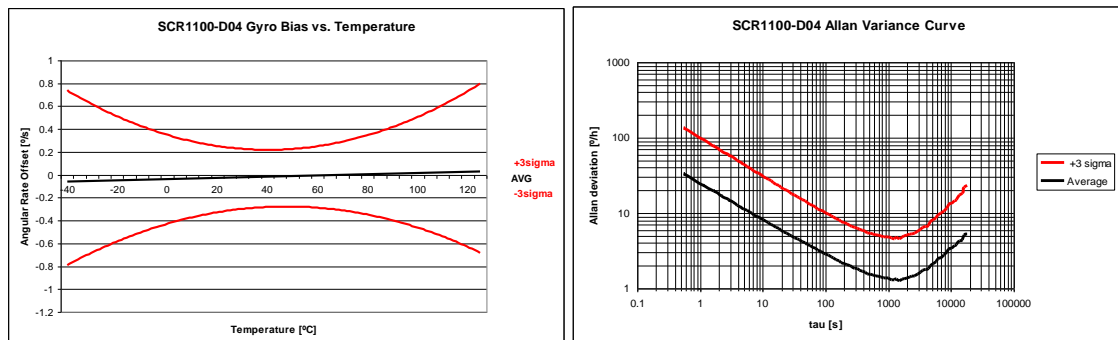 SCR1100-D04 Gyro Bias vs. Temperature
Angular Rate Offset [º/s]
1
0.8
0.6
0.4
0.2
0
-0.2
-0.4
-0.6
-0.8
-1
-1.2
-40 -20 0 20 40 60 80 100 120
Temperature [ºC]
+3sigma
AVG
-3sigma
SCR1100-D04 Allan Variance Curve
Allan deviation [º/h]
1000
100
10
1
0.1 1 10 100 1000 10000 100000
tau [s]
+3 sigma
Average